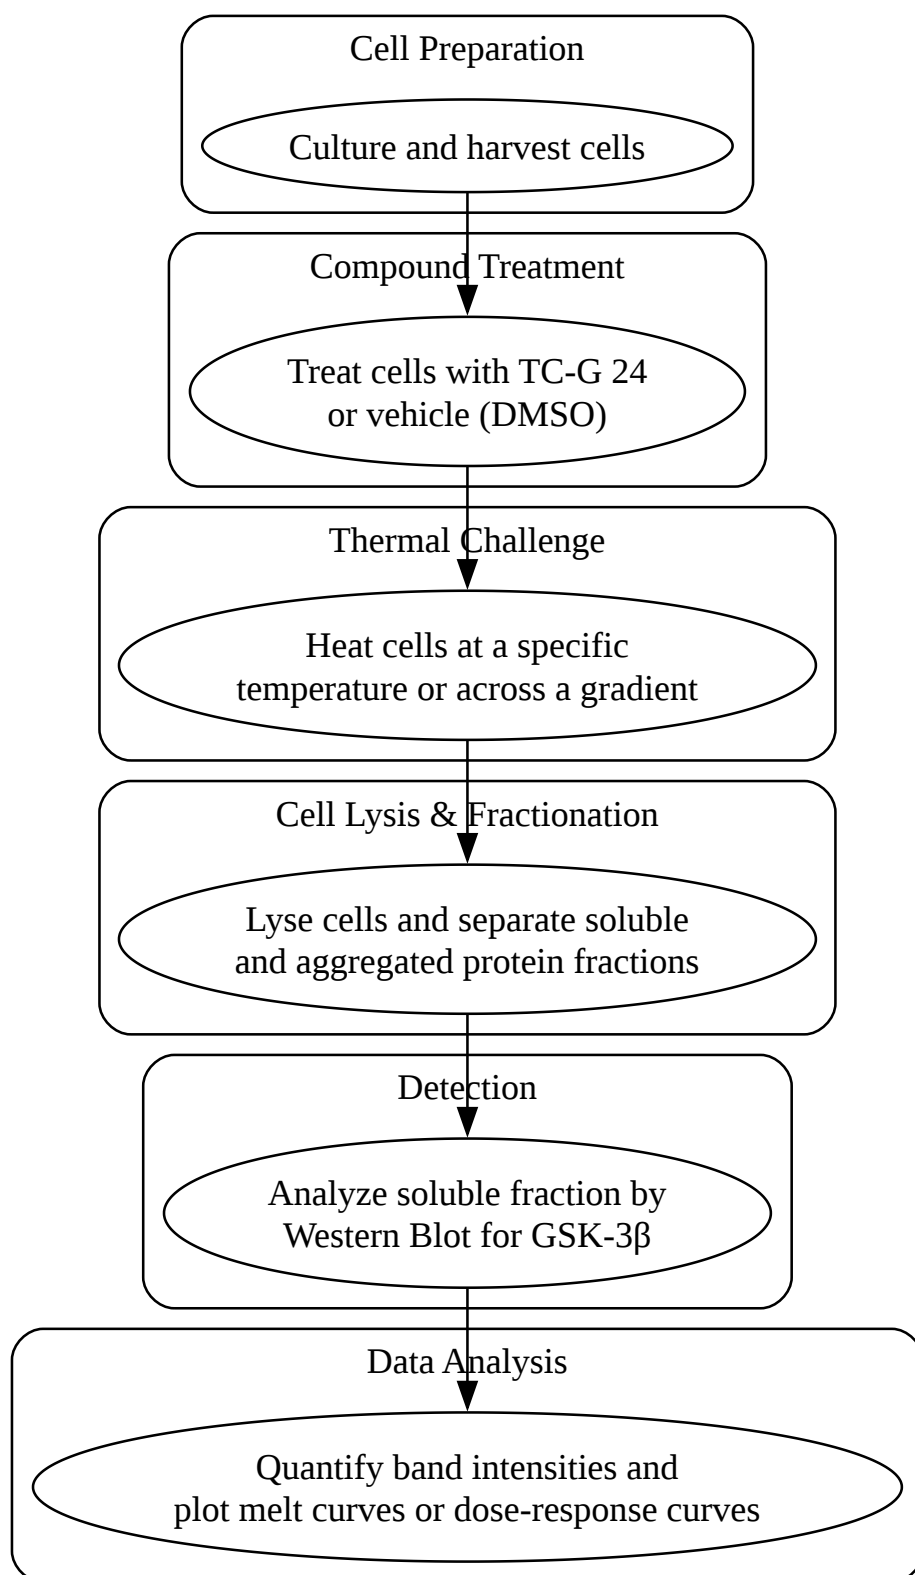 Cell Preparation
Culture and harvest cells
Compound Treatment
Treat cells with TC-G 24
or vehicle (DMSO)
Thermal Challenge
Heat cells at a specific
temperature or across a gradient
Cell Lysis & Fractionation
Lyse cells and separate soluble
and aggregated protein fractions
Detection
Analyze soluble fraction by
Western Blot for GSK-3β
Data Analysis
Quantify band intensities and
plot melt curves or dose-response curves